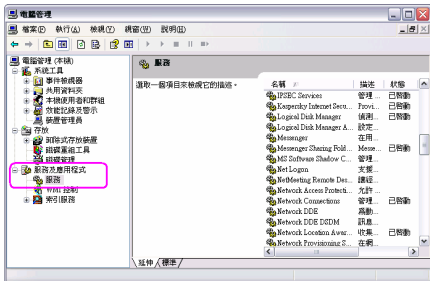 電腦管理
檔案(F) 執行(A) 檢視(V) 視窗(W) 說明(H)
電腦管理 (本機)
系統工具
事件檢視器
共用資料夾
本機使用者和群組
效能記錄及警示
裝置管理員
存放
卸除式存放裝置
磁碟重組工具
磁碟管理
服務及應用程式
服務
WMI 控制
索引服務
服務
選取一個項目來檢視它的描述。
名稱 描述 狀態
IPSEC Services 管理 ... 已啟動
Kaspersky Internet Secu... Provi... 已啟動
Logical Disk Manager 偵測... 已啟動
Logical Disk Manager A... 設定...
Messenger 在用...
Messenger Sharing Fold... Messe... 已啟動
MS Software Shadow C... 管理...
Net Logon 支援...
NetMeeting Remote Des... 讓經...
Network Access Protecti... 允許 ...
Network Connections 管理... 已啟動
Network DDE 為動...
Network DDE DSDM 訊息...
Network Location Awar... 收集... 已啟動
Network Provisioning S... 在網...
延伸 標準